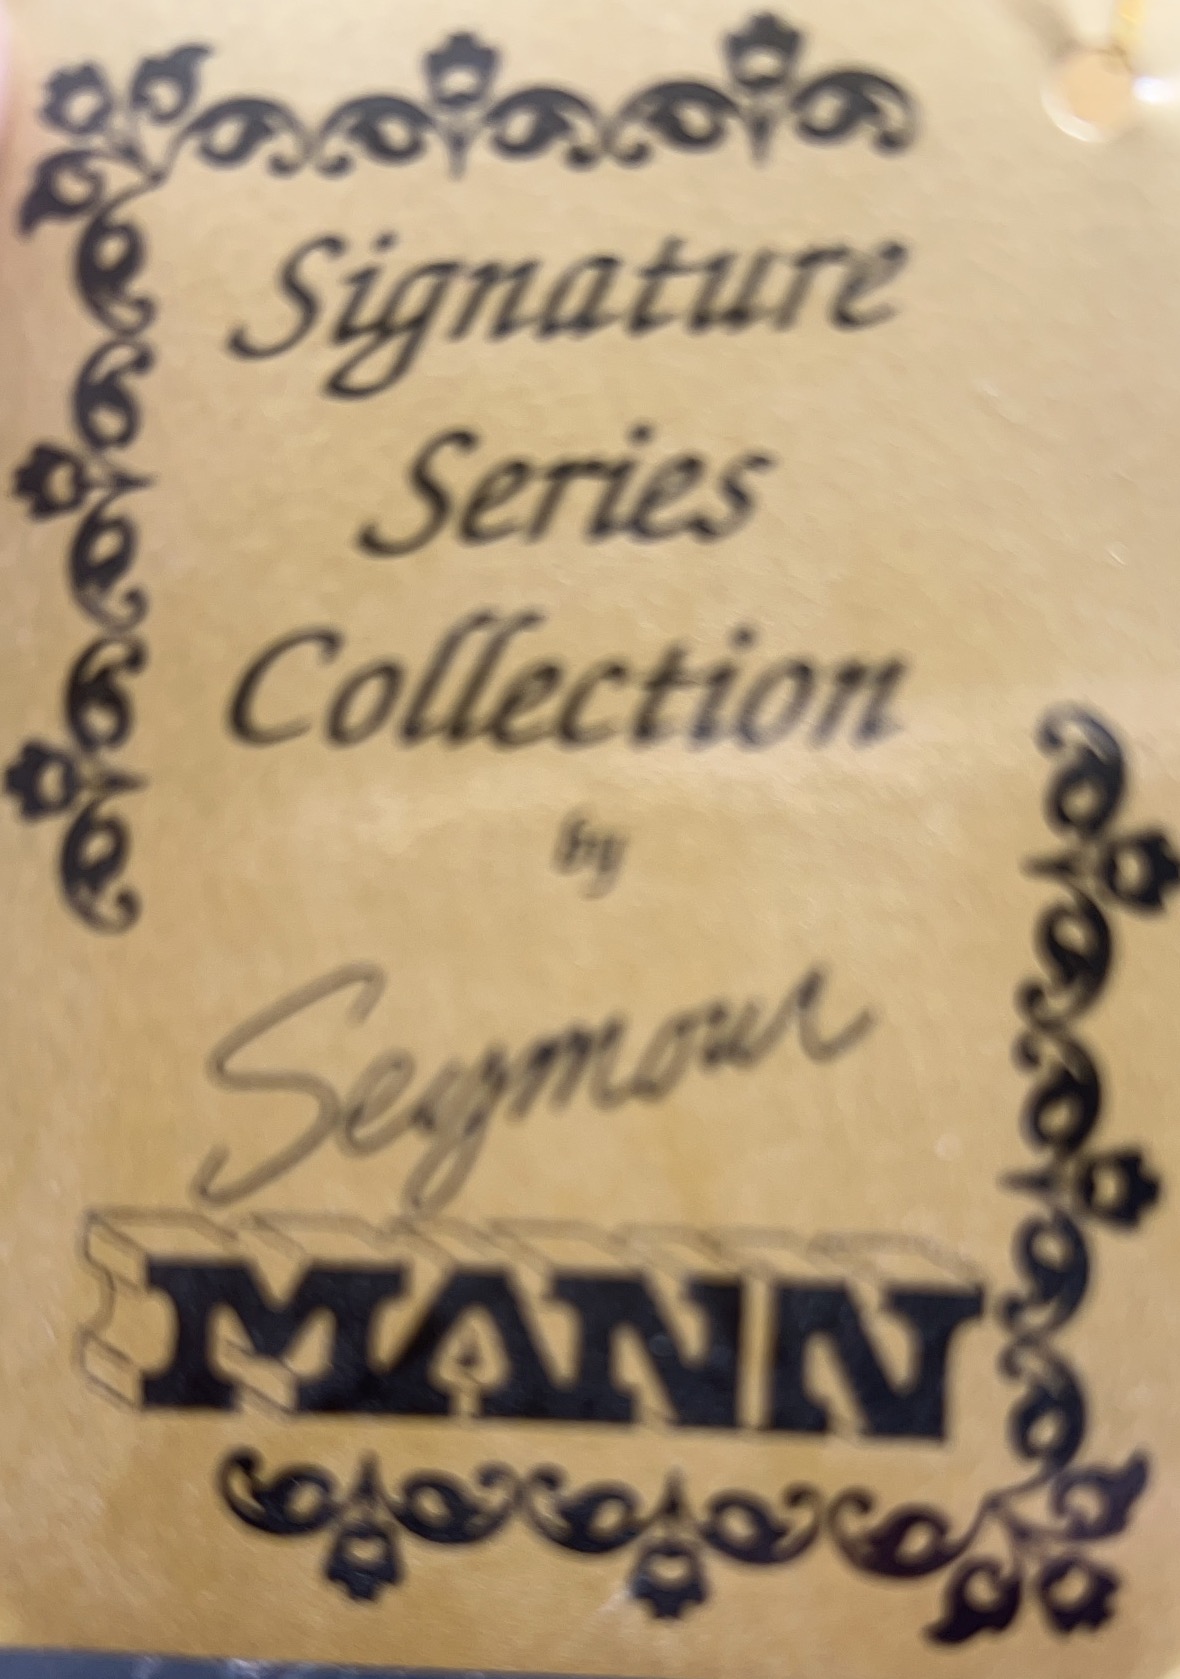 Signature
Series
Collection
by
Seymour
MANN